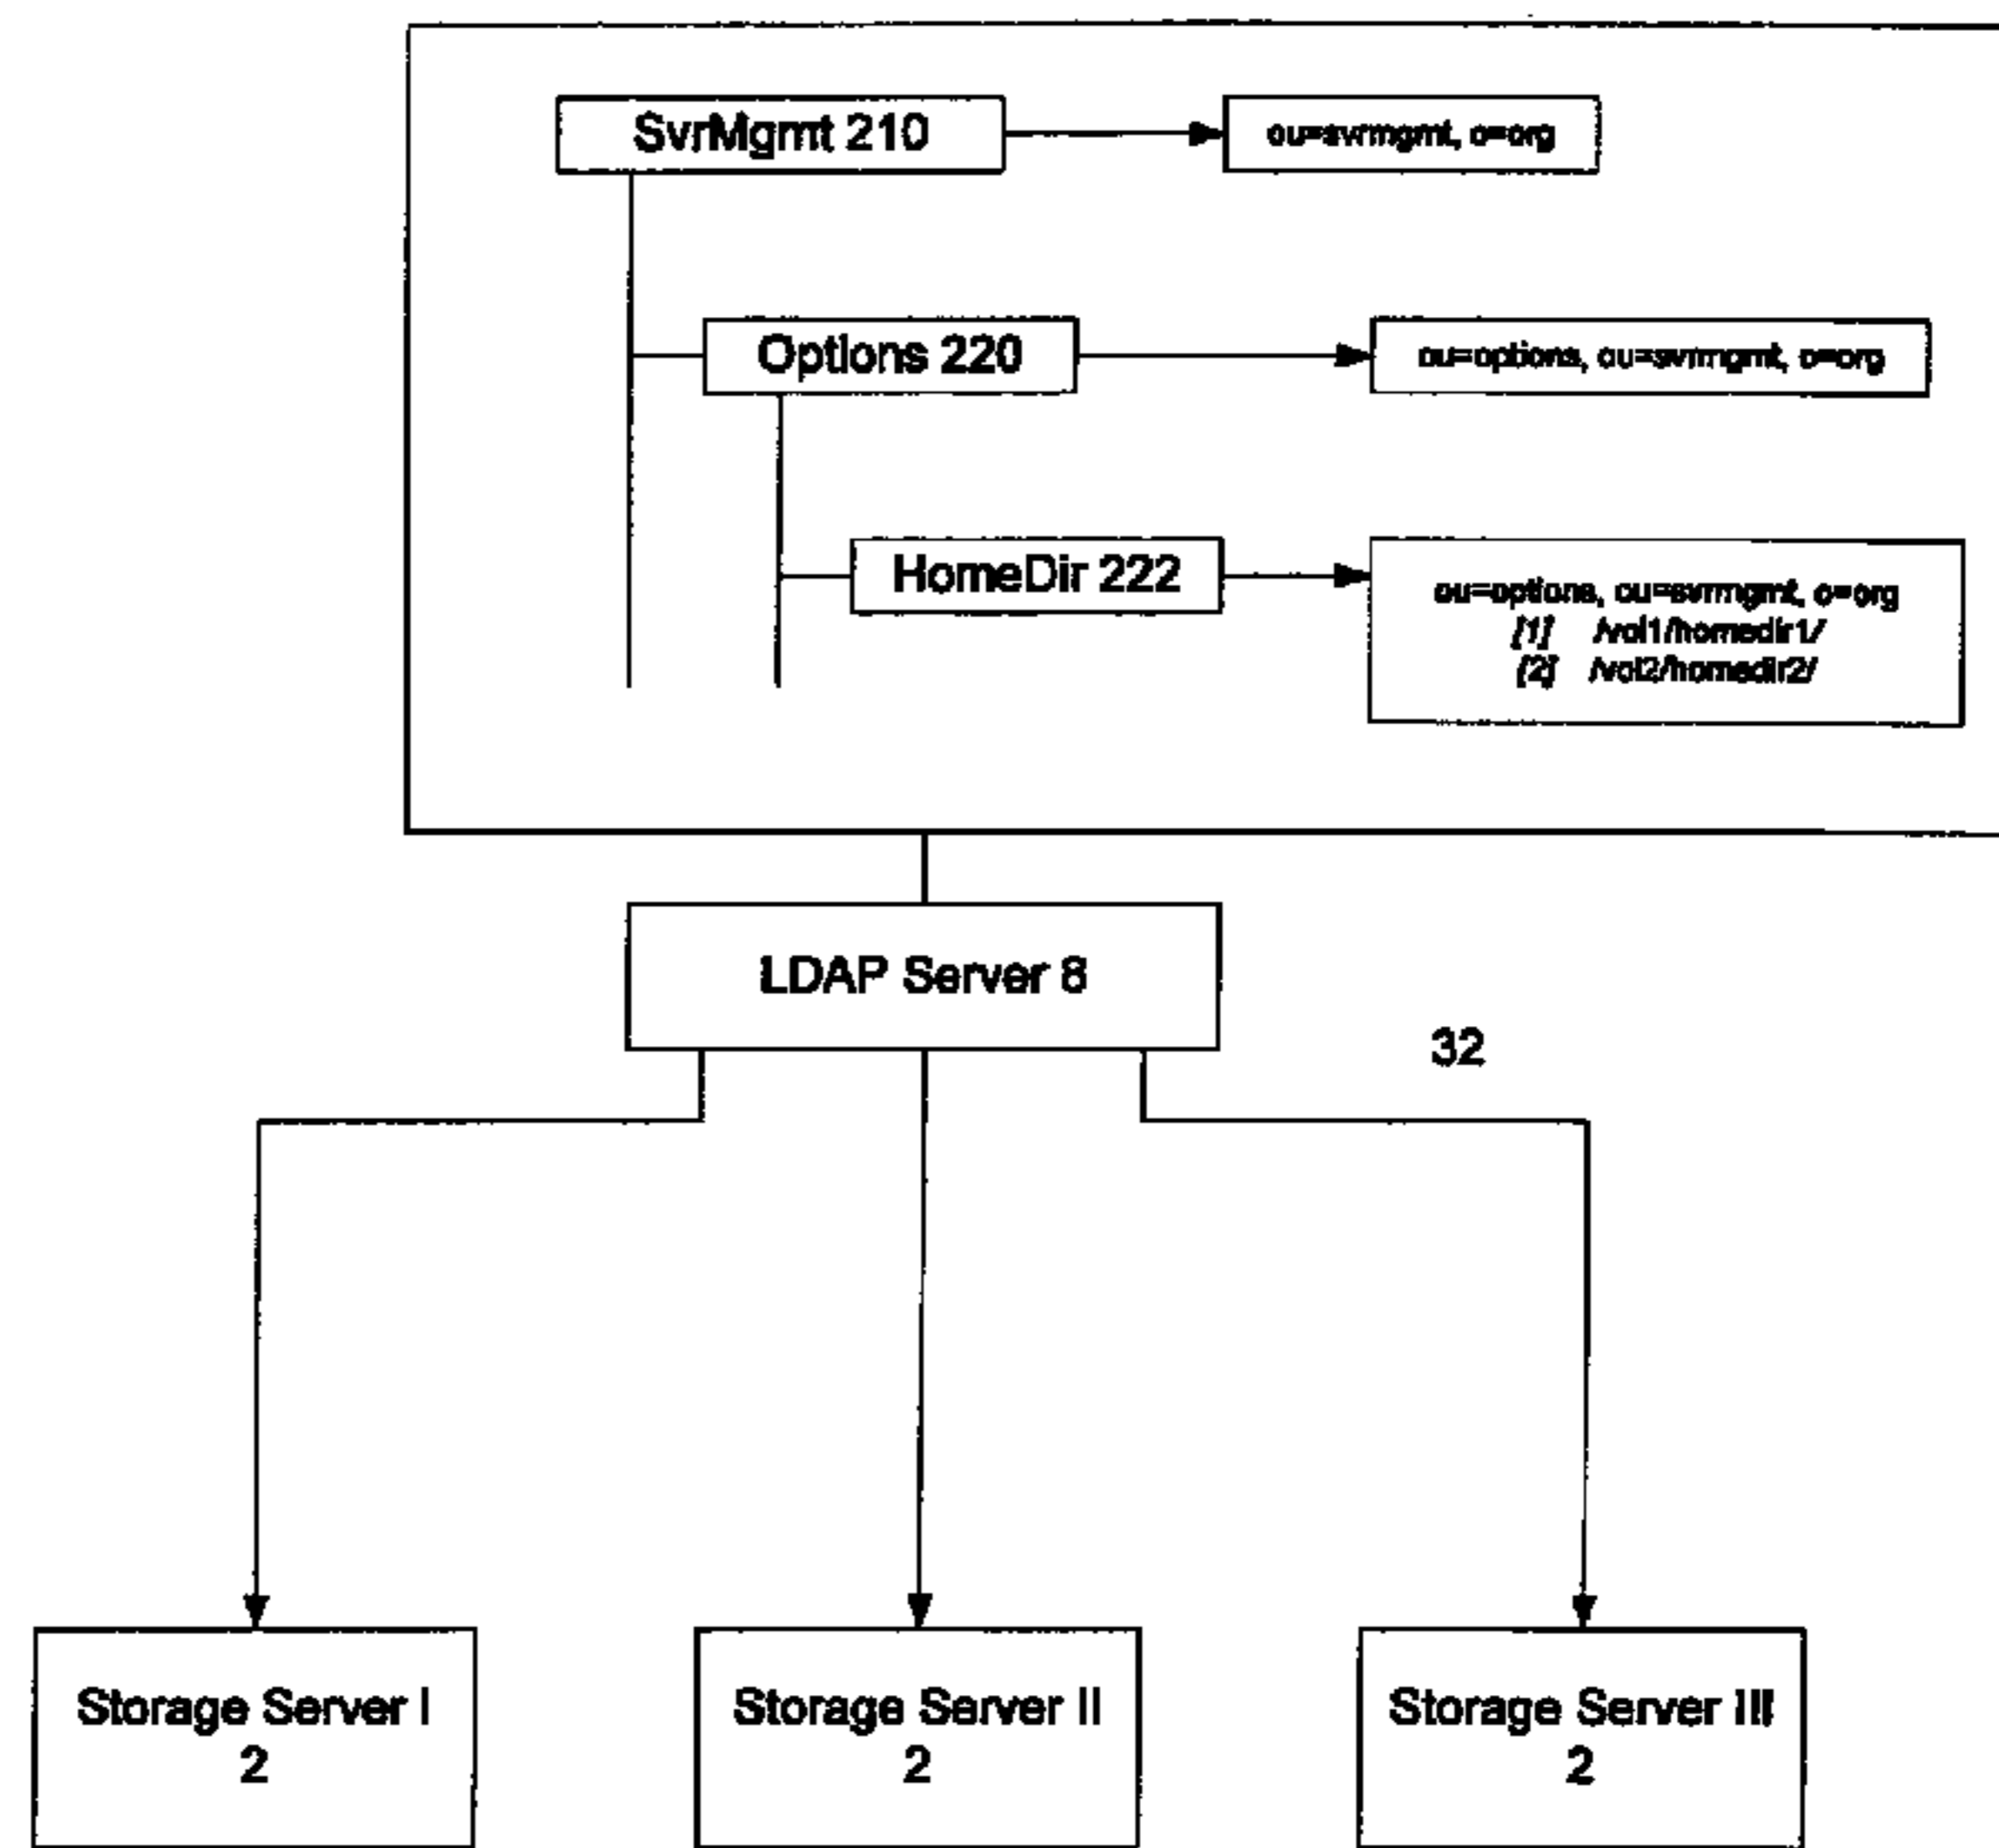 SvrMgmt 210
ou=svrmgmt, o=org
Options 220
ou=options, ou=svrmgmt, o=org
HomeDir 222
ou=options, ou=svrmgmt, o=org
[1] /vol1/homedir1/
[2] /vol2/homedir2/
LDAP Server 8
32
Storage Server I
2
Storage Server II
2
Storage Server III
2